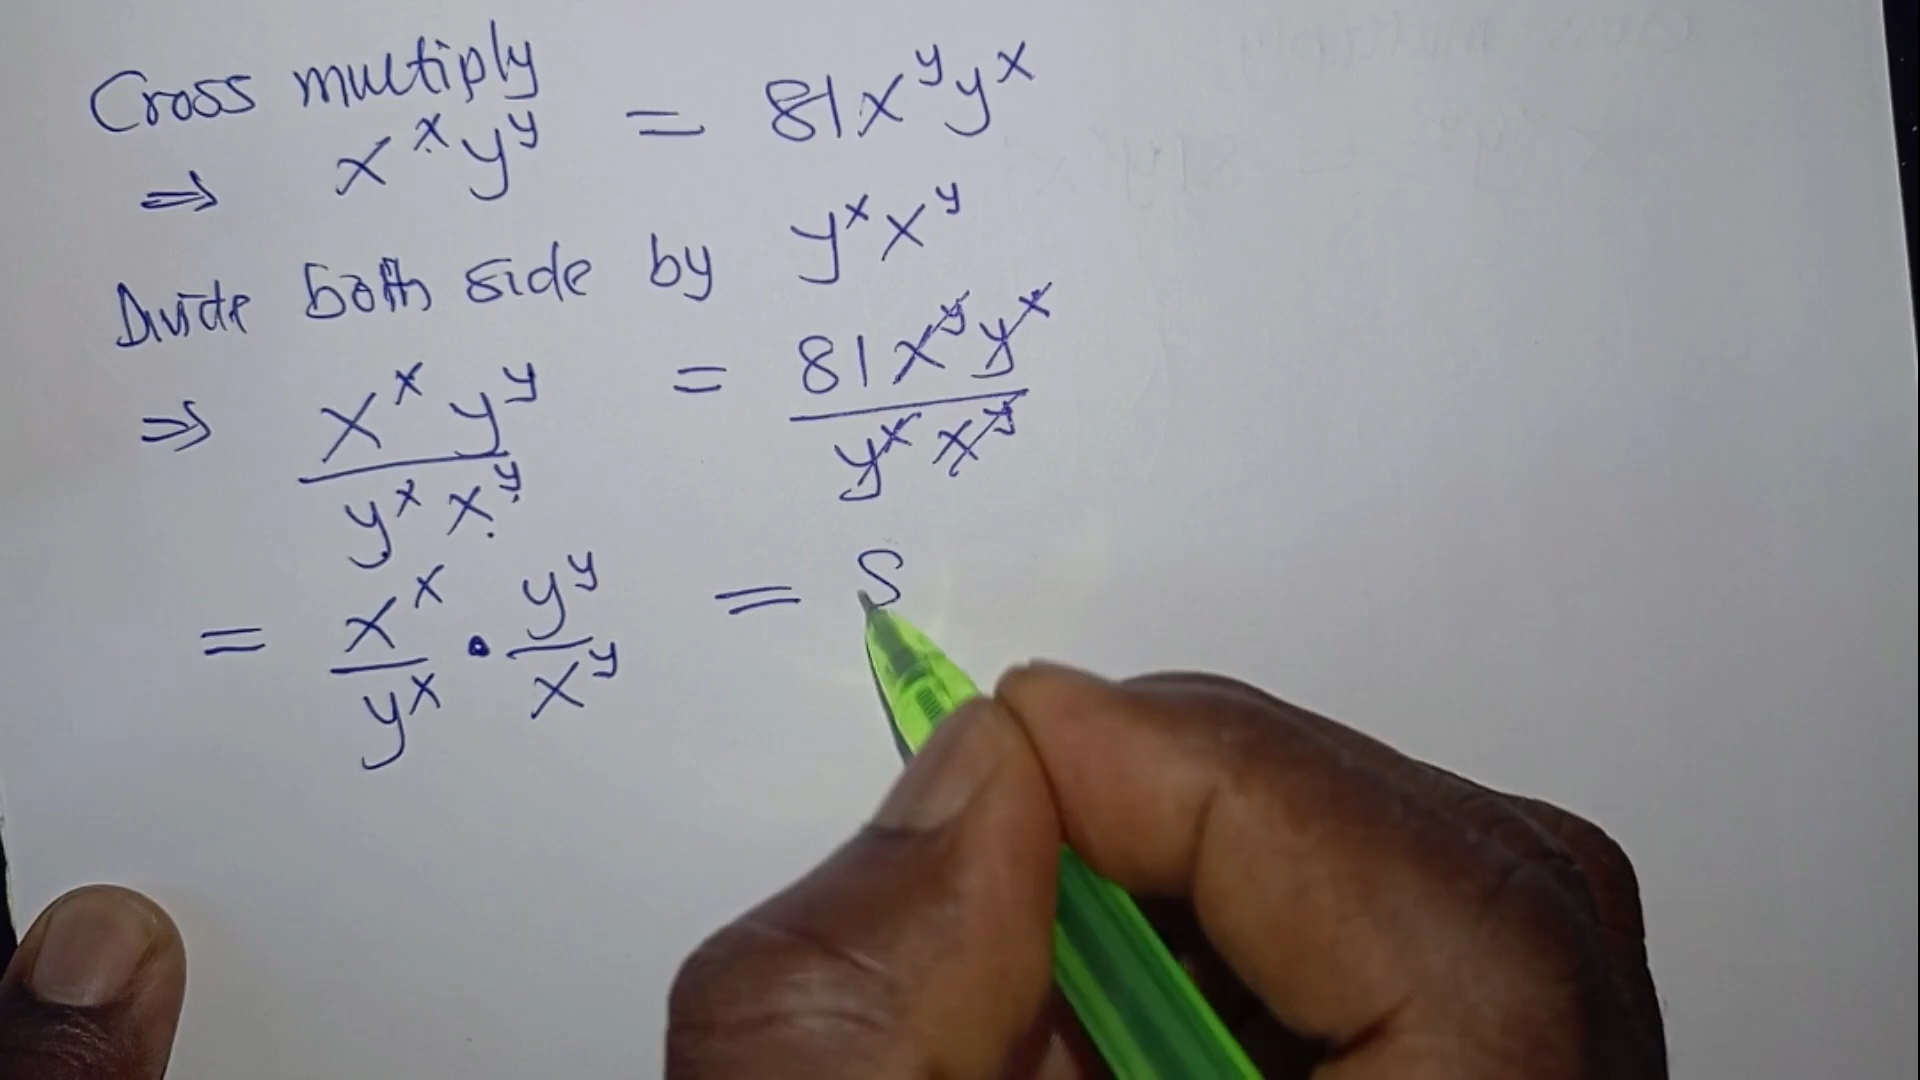 Cross multiply
⇒ x^x y^y = 81x^y y^x
Divide both side by y^x x^y
⇒ x^x y^y / y^x x^y = 81x^y y^x / y^x x^y
= x^x / y^x • y^y / x^y =